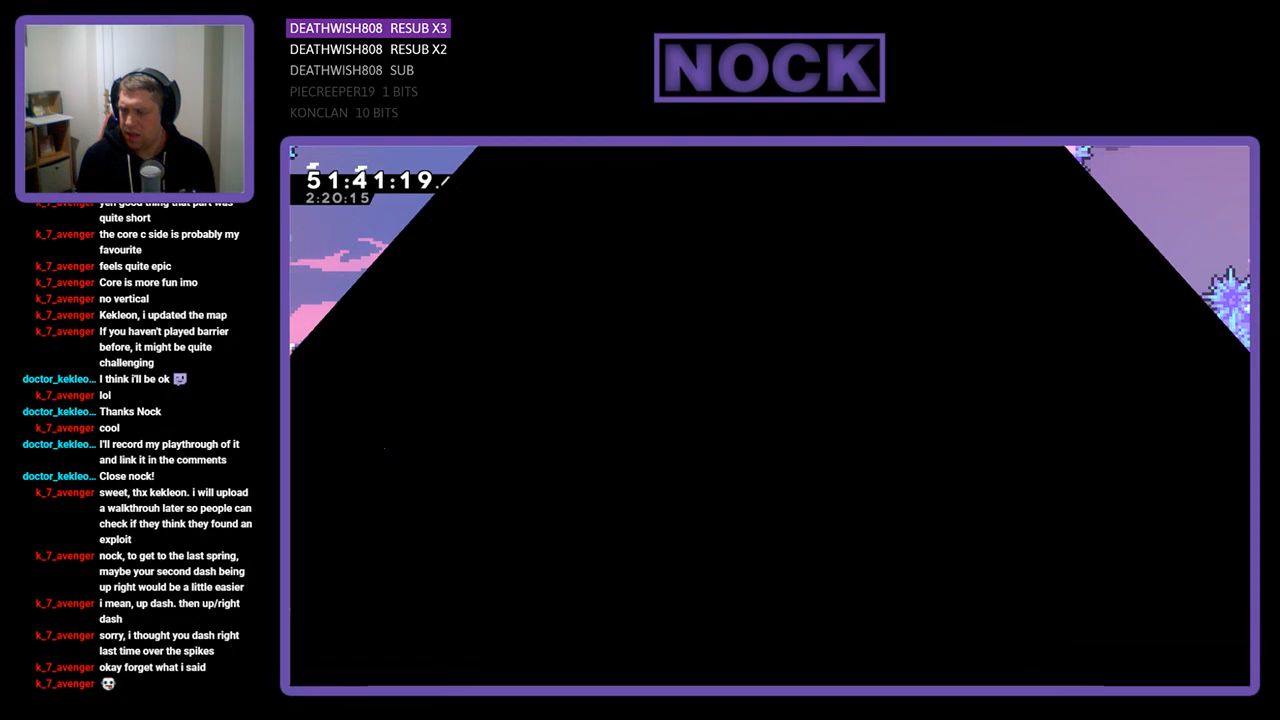 DEATHWISH808 RESUB X3
DEATHWISH808 RESUB X2
DEATHWISH808 SUB
PIECREEPER19 1 BITS
KONCLAN 10 BITS
NOCK
51:41:19.
2:20:15
yeh good thing that part was
quite short
k_7_avenger the core c side is probably my
favourite
k_7_avenger feels quite epic
k_7_avenger Core is more fun imo
k_7_avenger no vertical
k_7_avenger Kekleon, i updated the map
k_7_avenger If you haven't played barrier
before, it might be quite
challenging
doctor_kekleo... I think i'll be ok
k_7_avenger lol
doctor_kekleo... Thanks Nock
k_7_avenger cool
doctor_kekleo... I'll record my playthrough of it
and link it in the comments
doctor_kekleo... Close nock!
k_7_avenger sweet, thx kekleon. i will upload
a walkthrouh later so people can
check if they think they found an
exploit
k_7_avenger nock, to get to the last spring,
maybe your second dash being
up right would be a little easier
k_7_avenger i mean, up dash. then up/right
dash
k_7_avenger sorry, i thought you dash right
last time over the spikes
k_7_avenger okay forget what i said
k_7_avenger